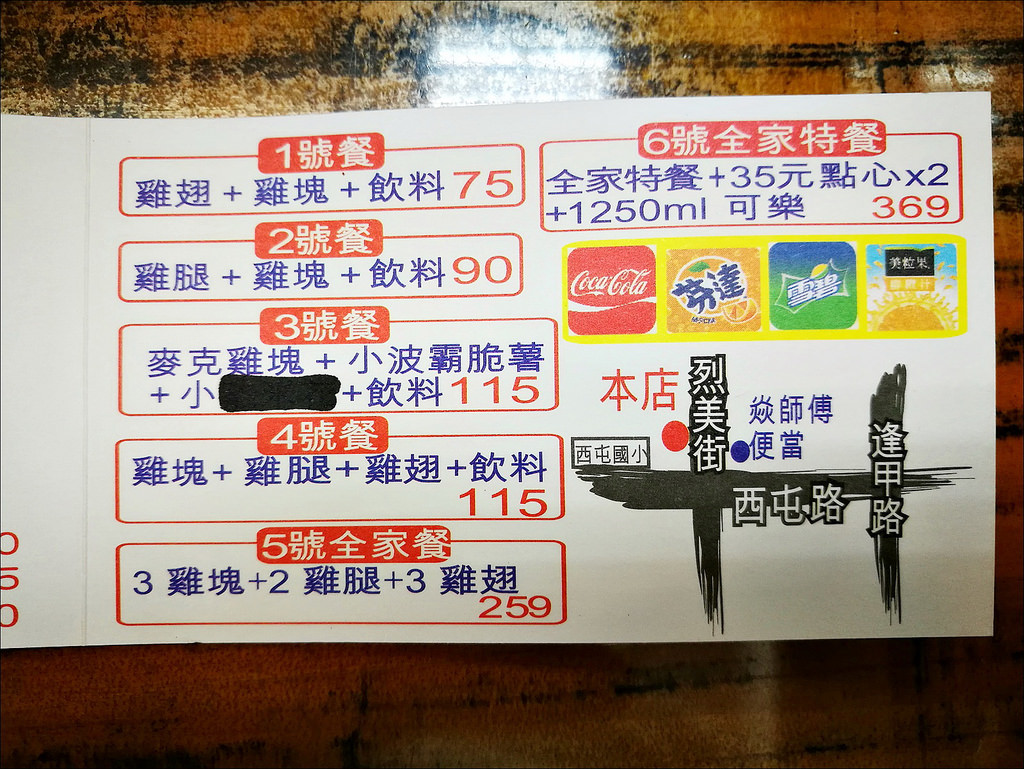 1號餐
雞翅 + 雞塊 + 飲料 75
2號餐
雞腿 + 雞塊 + 飲料 90
3號餐
麥克雞塊 + 小波霸脆薯
+ 小 +飲料 115
4號餐
雞塊+ 雞腿+ 雞翅 +飲料
115
5號全家餐
3 雞塊+2 雞腿+3 雞翅
259
6號全家特餐
全家特餐+35元點心x2
+1250ml 可樂 369
Coca-Cola
芬達
雪碧
美粒果
本店
烈美街
焱師傅
便當
西屯國小
西屯路
逢甲路
0
5
0